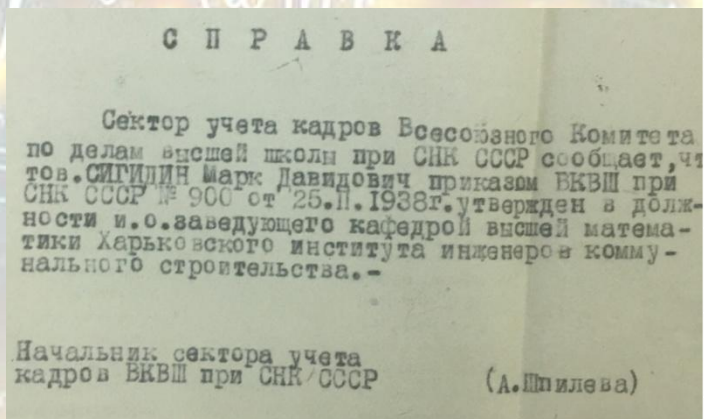 С П Р А В К А
Сектор учета кадров Всесоюзного Комитета
по делам высшей школы при СНК СССР сообщает,чт
тов.СИГИДИН Марк Давидович приказом ВКВШ при
СНК СССР № 900 от 25.II.1938г.утвержден в долж-
ности и.о.заведующего кафедрой высшей матема-
тики Харьковского института инженеров комму-
нального строительства.-
Начальник сектора учета
кадров ВКВШ при СНК СССР
(А.Шпилева)